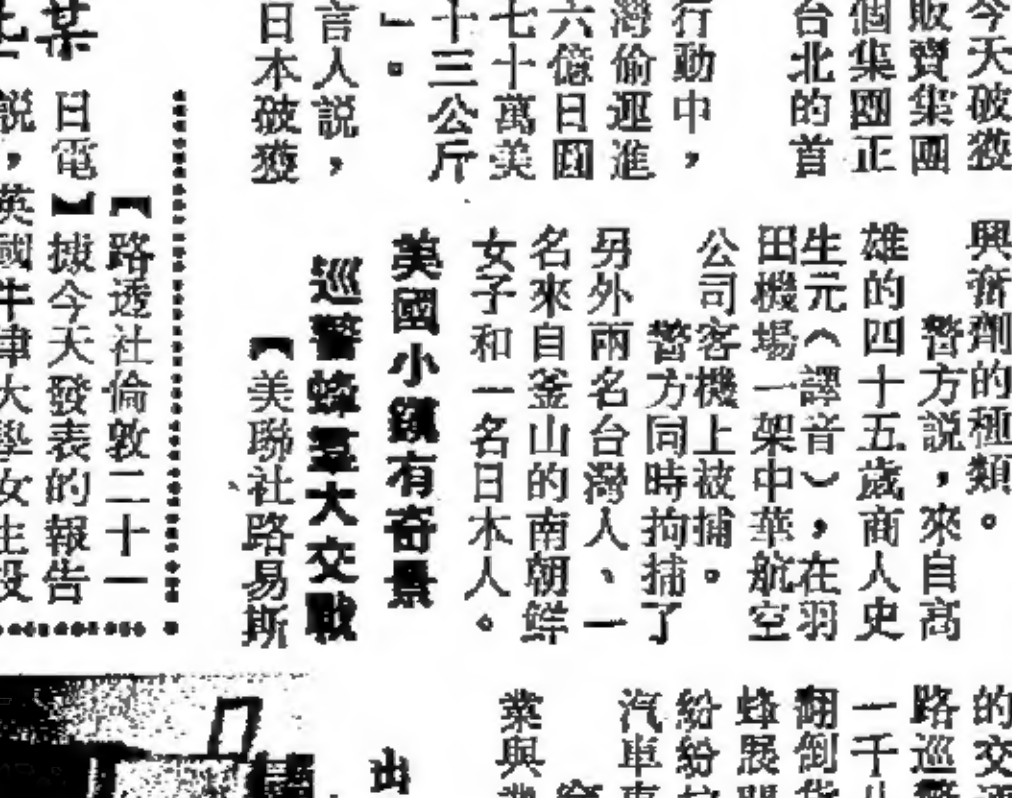 今天破獲
販賣集團
個集團正
台北的首
行動中，
灣偷運進
六億日圓
七十萬美
十三公斤
」。
言人說，
日本破獲
興奮劑的種類。
警方説，來自高
雄的四十五歲商人史
生元（譯音），在羽
田機場一架中華航空
公司客機上被捕。
警方同時拘捕了
另外兩名台灣人、一
名來自釜山的南朝鮮
女子和一名日本人。
美國小鎮有奇景
巡警蜂羣大交戰
【美聯社路易斯
某
【路透社倫敦二十一
日電】據今天發表的報告
説，英國牛津大學女生投
的交通
路巡警
一千
翻倒
蜂展開
紛紛
汽車
業與
出